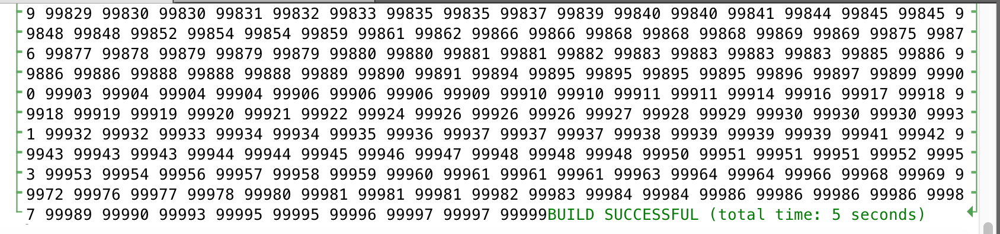 9 99829 99830 99830 99831 99832 99833 99835 99835 99837 99839 99840 99840 99841 99844 99845 99845 9
9848 99848 99852 99854 99854 99859 99861 99862 99866 99866 99868 99868 99868 99869 99869 99875 9987
6 99877 99878 99879 99879 99879 99880 99880 99881 99881 99882 99883 99883 99883 99883 99885 99886 9
9886 99886 99888 99888 99888 99889 99890 99891 99894 99895 99895 99895 99895 99896 99897 99899 9990
0 99903 99904 99904 99904 99906 99906 99906 99909 99910 99910 99911 99911 99914 99916 99917 99918 9
9918 99919 99919 99920 99921 99922 99924 99926 99926 99926 99927 99928 99929 99930 99930 99930 9993
1 99932 99932 99933 99934 99934 99935 99936 99937 99937 99937 99938 99939 99939 99939 99941 99942 9
9943 99943 99943 99944 99944 99945 99946 99947 99948 99948 99948 99950 99951 99951 99951 99952 9995
3 99953 99954 99956 99957 99958 99959 99960 99961 99961 99961 99963 99964 99964 99966 99968 99969 9
9972 99976 99977 99978 99980 99981 99981 99981 99982 99983 99984 99984 99986 99986 99986 99986 9998
7 99989 99990 99993 99995 99995 99996 99997 99997 99999BUILD SUCCESSFUL (total time: 5 seconds)